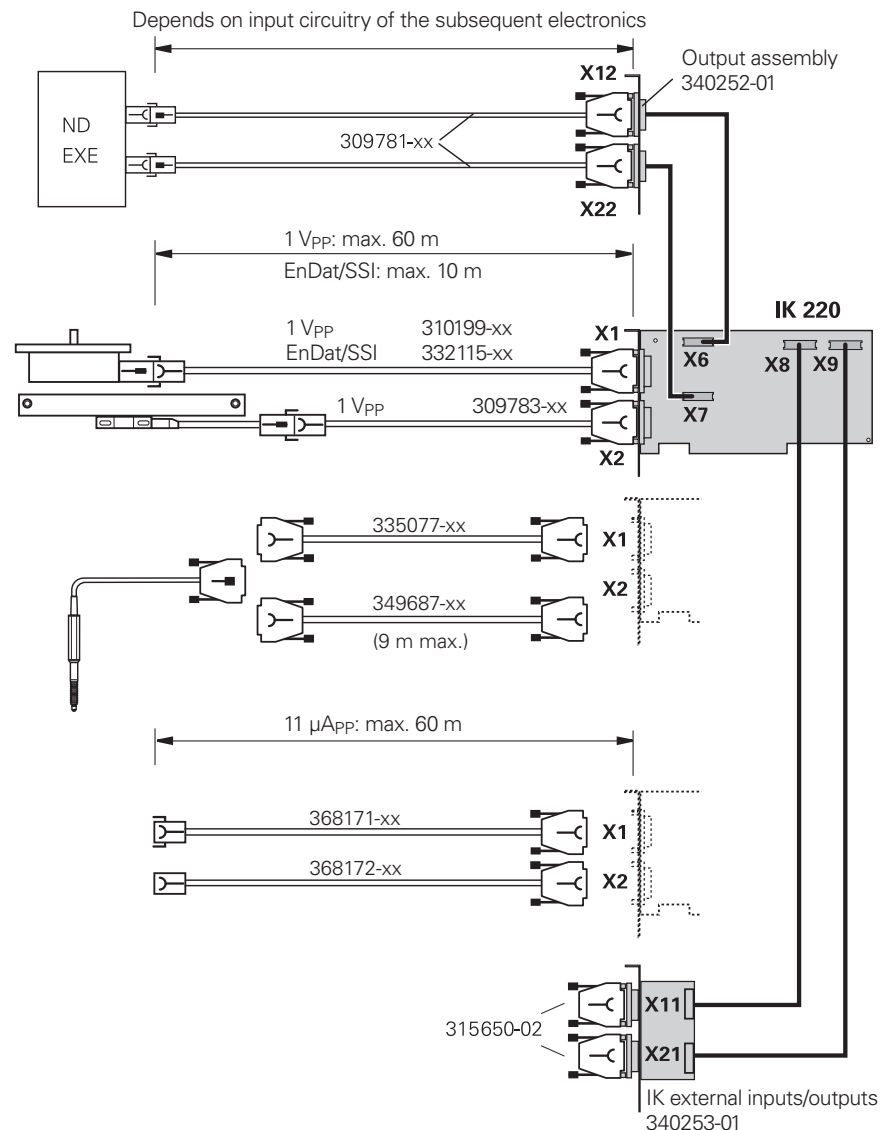 Depends on input circuitry of the subsequent electronics
Output assembly
340252-01
X12
ND
EXE
309781-xx
X22
1 VPP: max. 60 m
EnDat/SSI: max. 10 m
IK 220
1 VPP 310199-xx
EnDat/SSI 332115-xx
X1
X6
X8 X9
1 VPP 309783-xx
X7
X2
335077-xx
X1
X2
349687-xx
(9 m max.)
11 µAPP: max. 60 m
368171-xx
X1
368172-xx
X2
X11
315650-02
X21
IK external inputs/outputs
340253-01